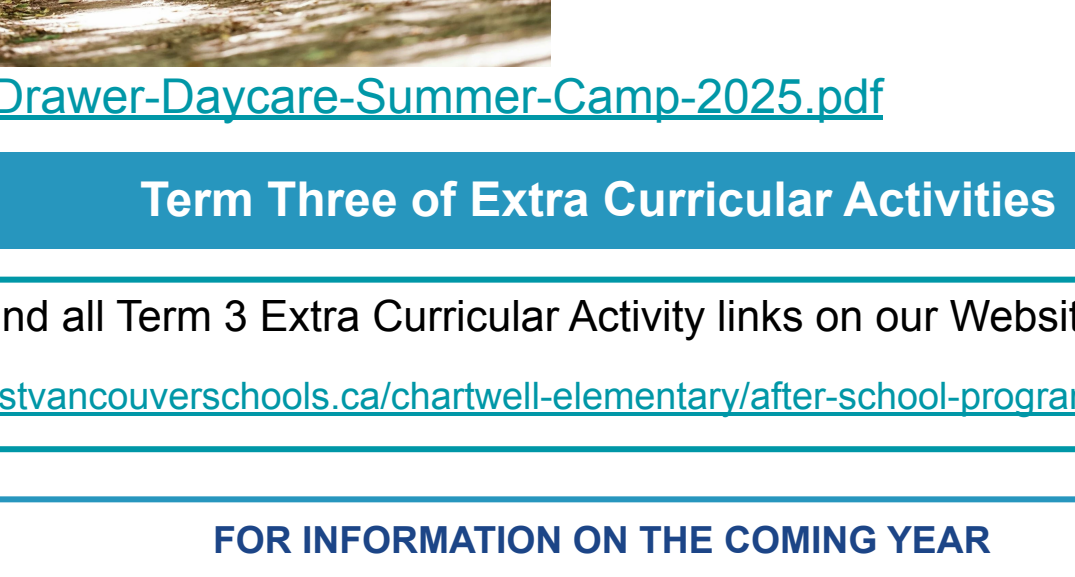 Drawer-Daycare-Summer-Camp-2025.pdf
Term Three of Extra Curricular Activities
nd all Term 3 Extra Curricular Activity links on our Websit
stvancouverschools.ca/chartwell-elementary/after-school-progra
FOR INFORMATION ON THE COMING YEAR